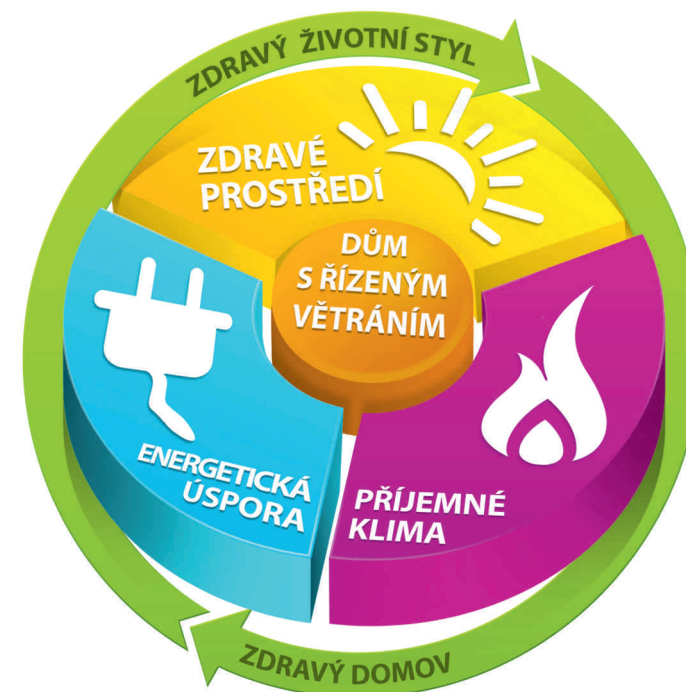 ZDRAVÝ ŽIVOTNÍ STYL
ZDRAVÉ
PROSTŘEDÍ
DŮM
S ŘÍZENÝM
VĚTRÁNÍM
ENERGETICKÁ
ÚSPORA
PŘÍJEMNÉ
KLIMA
ZDRAVÝ DOMOV